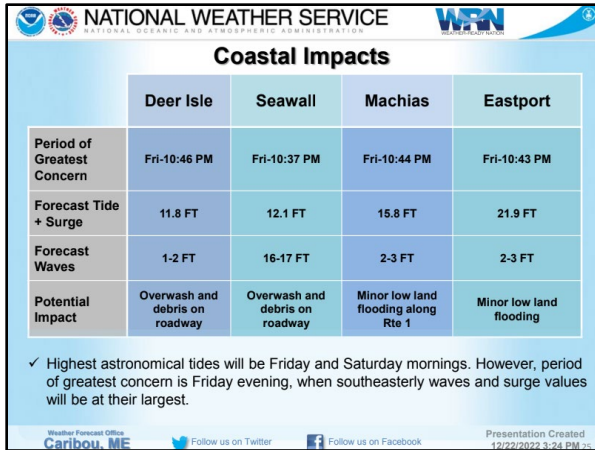 NATIONAL WEATHER SERVICE
NATIONAL OCEANIC AND ATMOSPHERIC ADMINISTRATION
WRN
WEATHER-READY NATION
Coastal Impacts
Deer Isle Seawall Machias Eastport
Period of Greatest Concern Fri-10:46 PM Fri-10:37 PM Fri-10:44 PM Fri-10:43 PM
Forecast Tide + Surge 11.8 FT 12.1 FT 15.8 FT 21.9 FT
Forecast Waves 1-2 FT 16-17 FT 2-3 FT 2-3 FT
Potential Impact Overwash and debris on roadway Overwash and debris on roadway Minor low land flooding along Rte 1 Minor low land flooding
✓ Highest astronomical tides will be Friday and Saturday mornings. However, period
of greatest concern is Friday evening, when southeasterly waves and surge values
will be at their largest.
Weather Forecast Office
Caribou, ME
Follow us on Twitter
Follow us on Facebook
Presentation Created
12/22/2022 3:24 PM 25